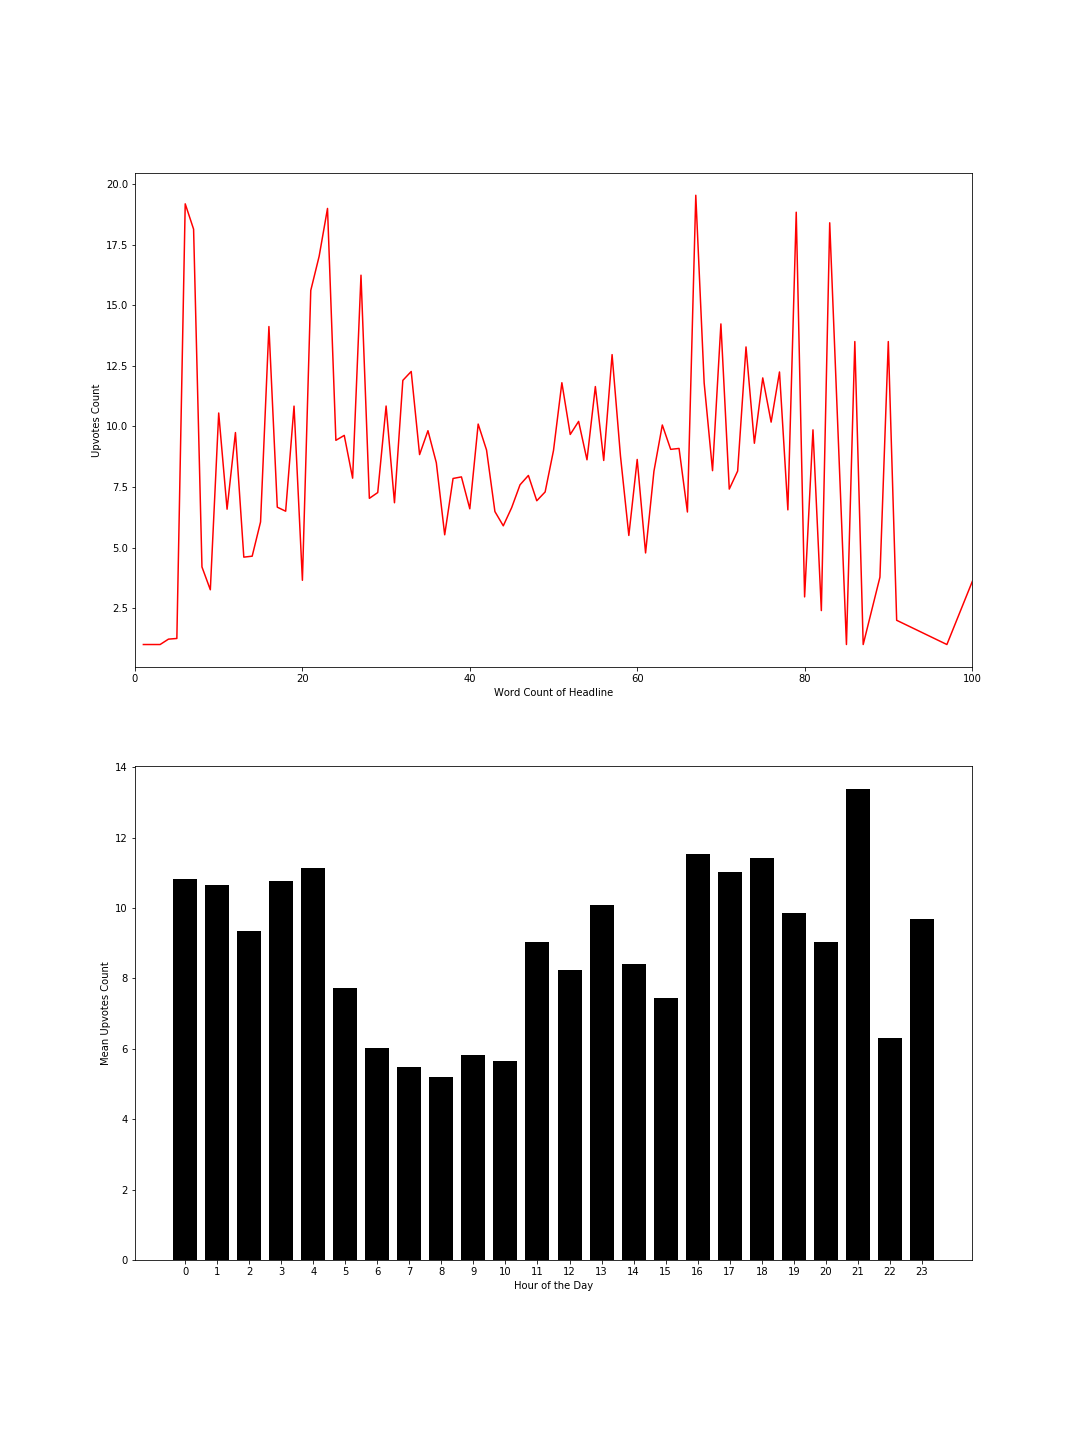 20.0
17.5
15.0
12.5
10.0
7.5
5.0
2.5
Upvotes Count
0 20 40 60 80 100
Word Count of Headline
14
12
10
8
6
4
2
0
Mean Upvotes Count
0 1 2 3 4 5 6 7 8 9 10 11 12 13 14 15 16 17 18 19 20 21 22 23
Hour of the Day